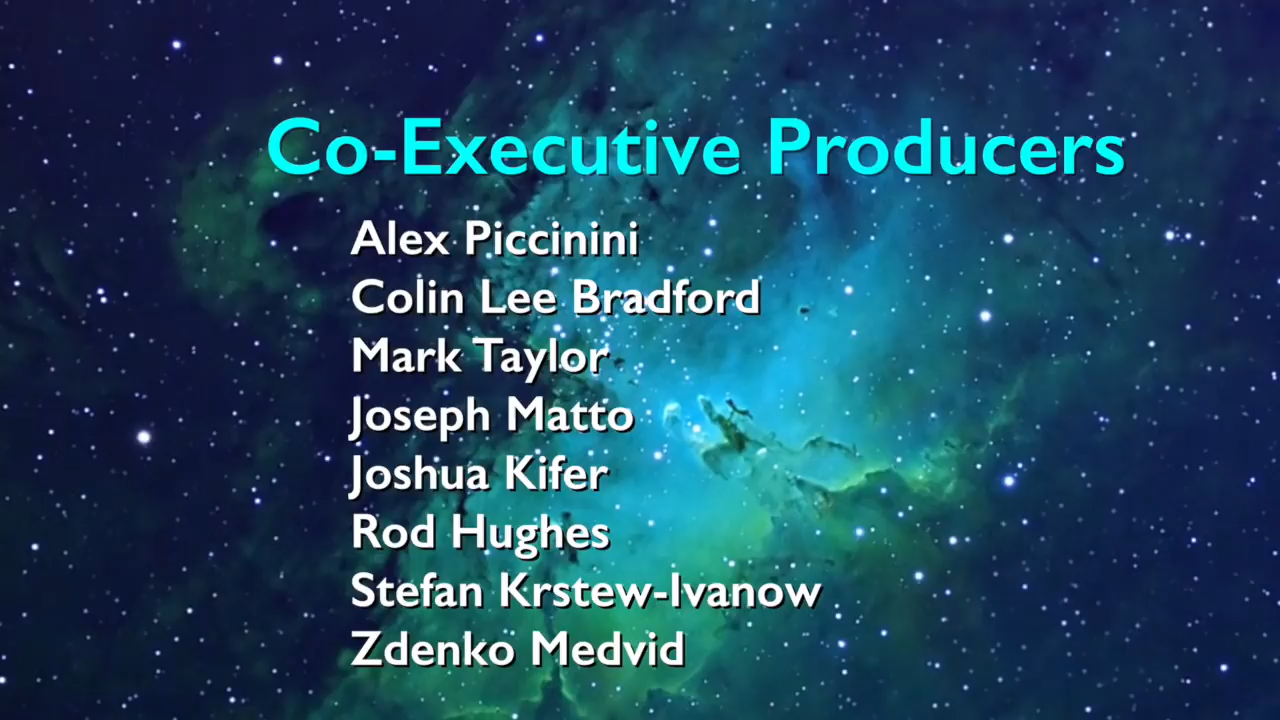 Co-Executive Producers
Alex Piccinini
Colin Lee Bradford
Mark Taylor
Joseph Matto
Joshua Kifer
Rod Hughes
Stefan Krstew-Ivanow
Zdenko Medvid